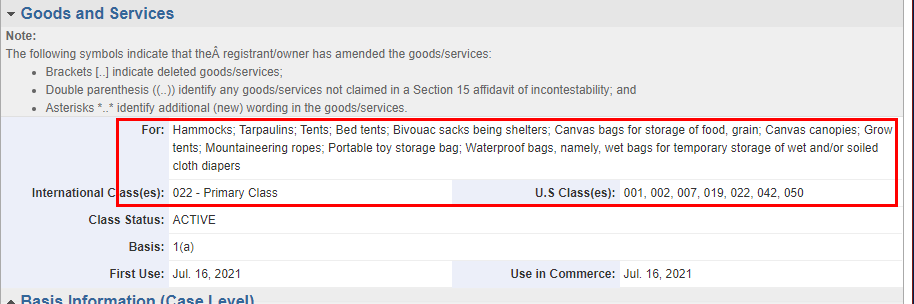 Goods and Services
Note:
The following symbols indicate that theÂ registrant/owner has amended the goods/services:
• Brackets [..] indicate deleted goods/services;
• Double parenthesis ((..)) identify any goods/services not claimed in a Section 15 affidavit of incontestability; and
• Asterisks *..* identify additional (new) wording in the goods/services.
For: Hammocks; Tarpaulins; Tents; Bed tents; Bivouac sacks being shelters; Canvas bags for storage of food, grain; Canvas canopies; Grow
tents; Mountaineering ropes; Portable toy storage bag; Waterproof bags, namely, wet bags for temporary storage of wet and/or soiled
cloth diapers
International Class(es): 022 - Primary Class U.S Class(es): 001, 002, 007, 019, 022, 042, 050
Class Status: ACTIVE
Basis: 1(a)
First Use: Jul. 16, 2021 Use in Commerce: Jul. 16, 2021
Basis Information (Case Level)